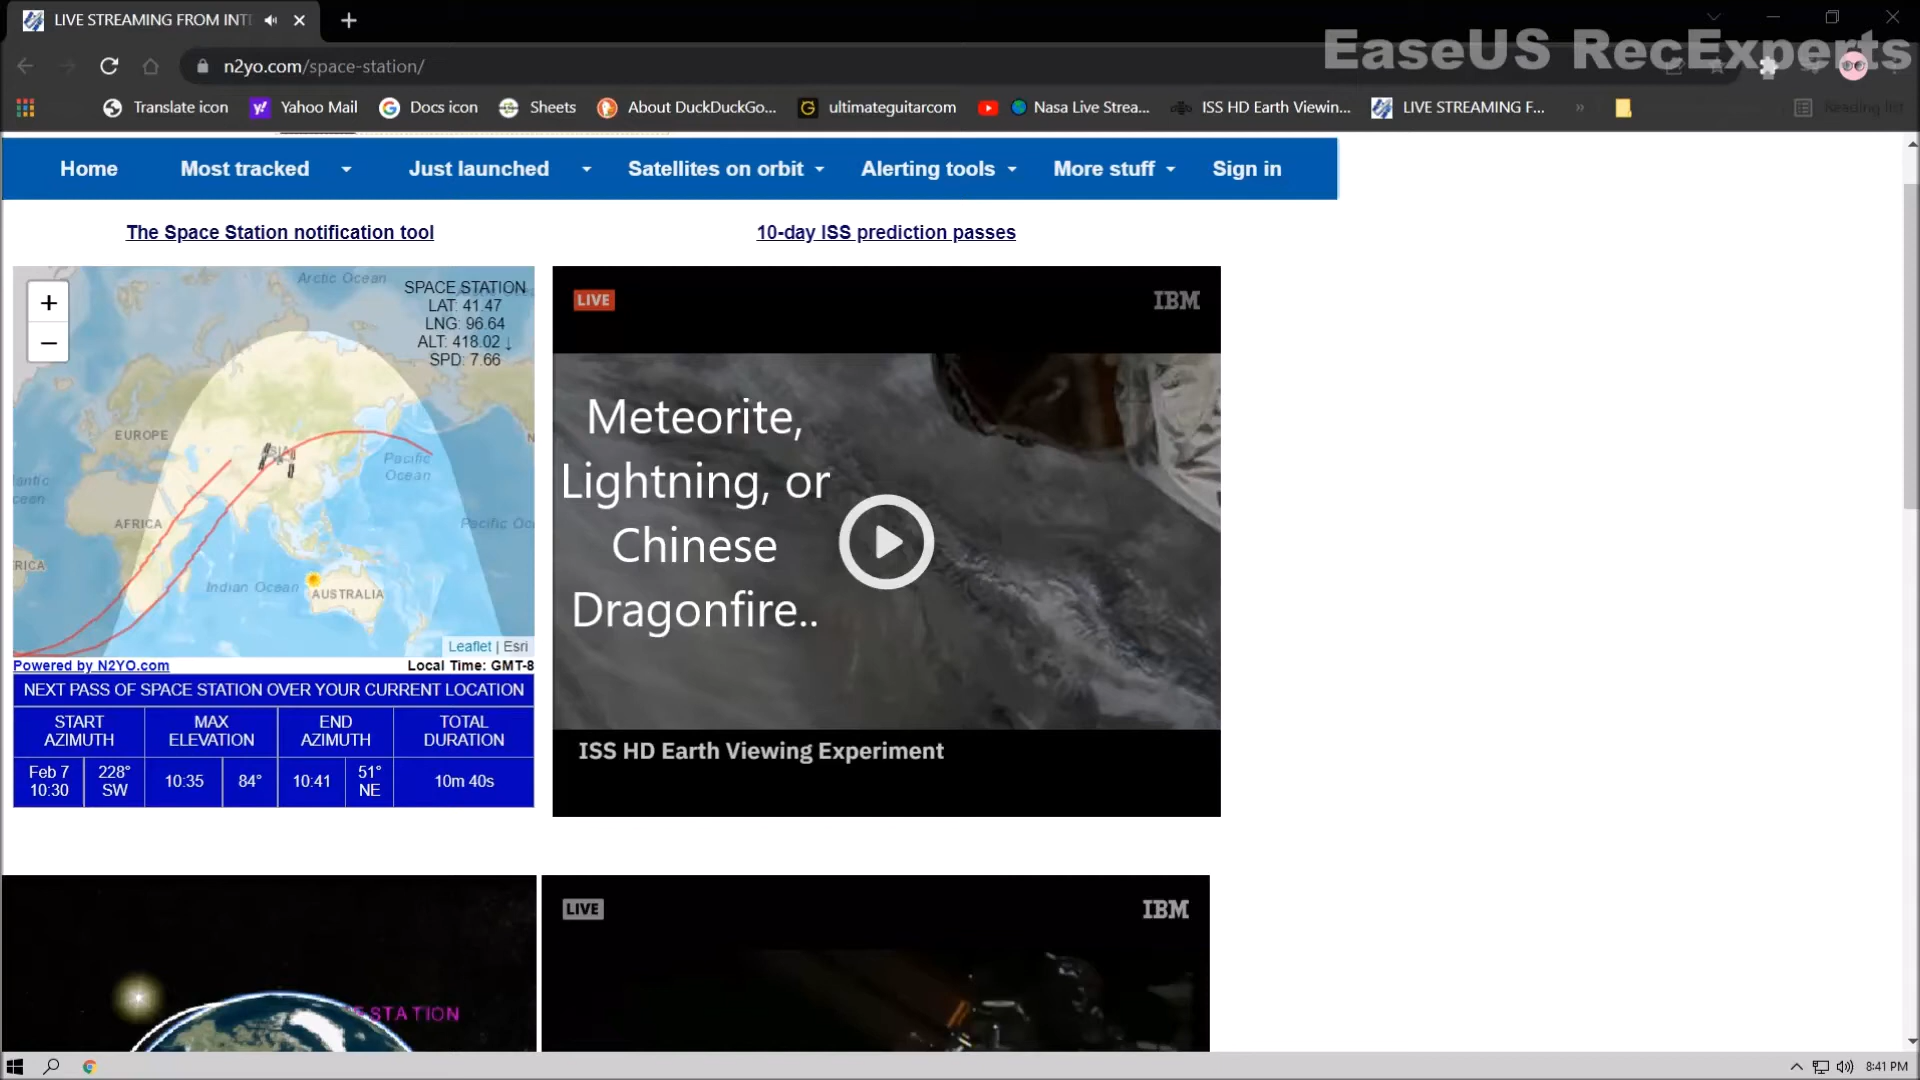 LIVE STREAMING FROM INT
EaseUS RecExperts
n2yo.com/space-station/
Translate icon
Yahoo Mail
Docs icon
Sheets
About DuckDuckGo...
ultimateguitarcom
Nasa Live Strea...
ISS HD Earth Viewin...
LIVE STREAMING F...
»
Reading list
Home
Most tracked
Just launched
Satellites on orbit
Alerting tools
More stuff
Sign in
The Space Station notification tool
10-day ISS prediction passes
+
−
Arctic Ocean
SPACE STATION
LAT: 41.47
LNG: 96.64
ALT: 418.02 ↓
SPD: 7.66
EUROPE
Pacific
Ocean
antic
cean
AFRICA
Pacific Oc
RICA
Indian Ocean
AUSTRALIA
Leaflet | Esri
Powered by N2YO.com
Local Time: GMT-8
NEXT PASS OF SPACE STATION OVER YOUR CURRENT LOCATION
START
AZIMUTH
MAX
ELEVATION
END
AZIMUTH
TOTAL
DURATION
Feb 7
10:30
228°
SW
10:35
84°
10:41
51°
NE
10m 40s
LIVE
IBM
Meteorite,
Lightning, or
Chinese
Dragonfire..
ISS HD Earth Viewing Experiment
STATION
LIVE
IBM
8:41 PM